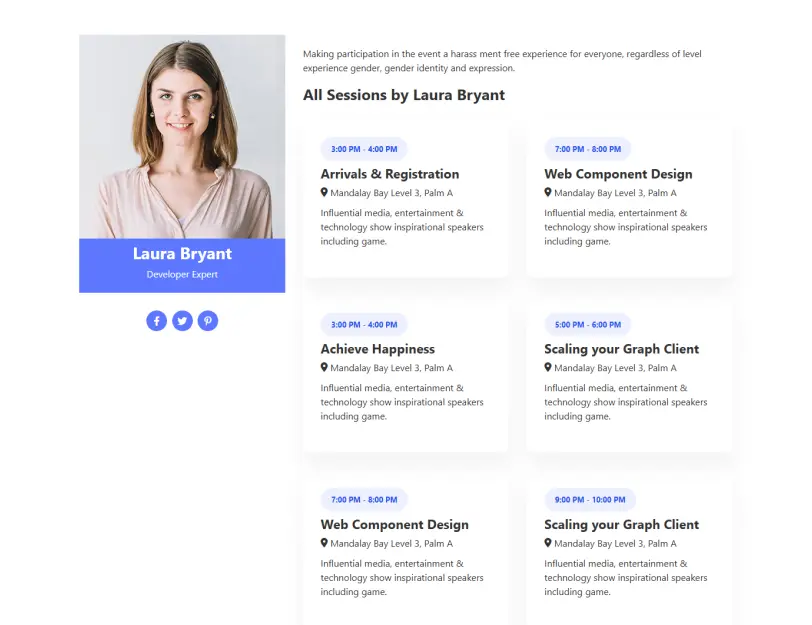 Making participation in the event a harass ment free experience for everyone, regardless of level
experience gender, gender identity and expression.
All Sessions by Laura Bryant
Laura Bryant
Developer Expert
3:00 PM - 4:00 PM
Arrivals & Registration
Mandalay Bay Level 3, Palm A
Influential media, entertainment &
technology show inspirational speakers
including game.
7:00 PM - 8:00 PM
Web Component Design
Mandalay Bay Level 3, Palm A
Influential media, entertainment &
technology show inspirational speakers
including game.
3:00 PM - 4:00 PM
Achieve Happiness
Mandalay Bay Level 3, Palm A
Influential media, entertainment &
technology show inspirational speakers
including game.
5:00 PM - 6:00 PM
Scaling your Graph Client
Mandalay Bay Level 3, Palm A
Influential media, entertainment &
technology show inspirational speakers
including game.
7:00 PM - 8:00 PM
Web Component Design
Mandalay Bay Level 3, Palm A
Influential media, entertainment &
technology show inspirational speakers
including game.
9:00 PM - 10:00 PM
Scaling your Graph Client
Mandalay Bay Level 3, Palm A
Influential media, entertainment &
technology show inspirational speakers
including game.